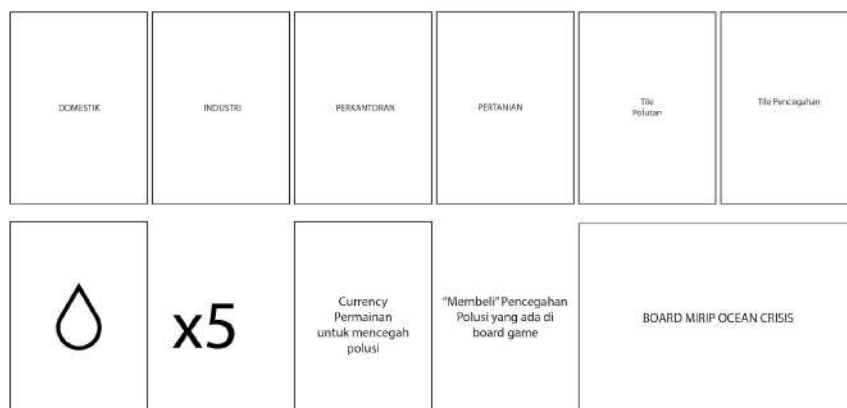 DOMESTIK
INDUSTRI
PERKANTORAN
PERTANIAN
Tile
Polutan
Tile Pencegahan
x5
Currency
Permainan
untuk mencegah
polusi
"Membeli" Pencegahan
Polusi yang ada di
board game
BOARD MIRIP OCEAN CRISIS